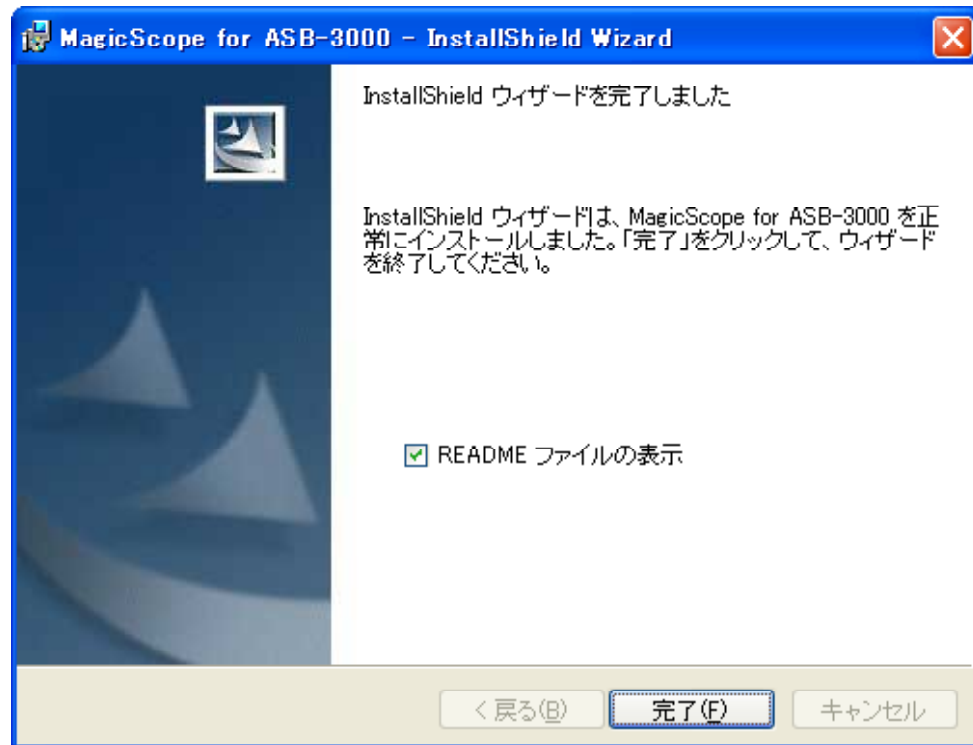 MagicScope for ASB-3000 - InstallShield Wizard
InstallShield ウィザードを完了しました
InstallShield ウィザードは、MagicScope for ASB-3000 を正
常にインストールしました。「完了」をクリックして、ウィザード
を終了してください。
README ファイルの表示
< 戻る(B) 完了(F) キャンセル